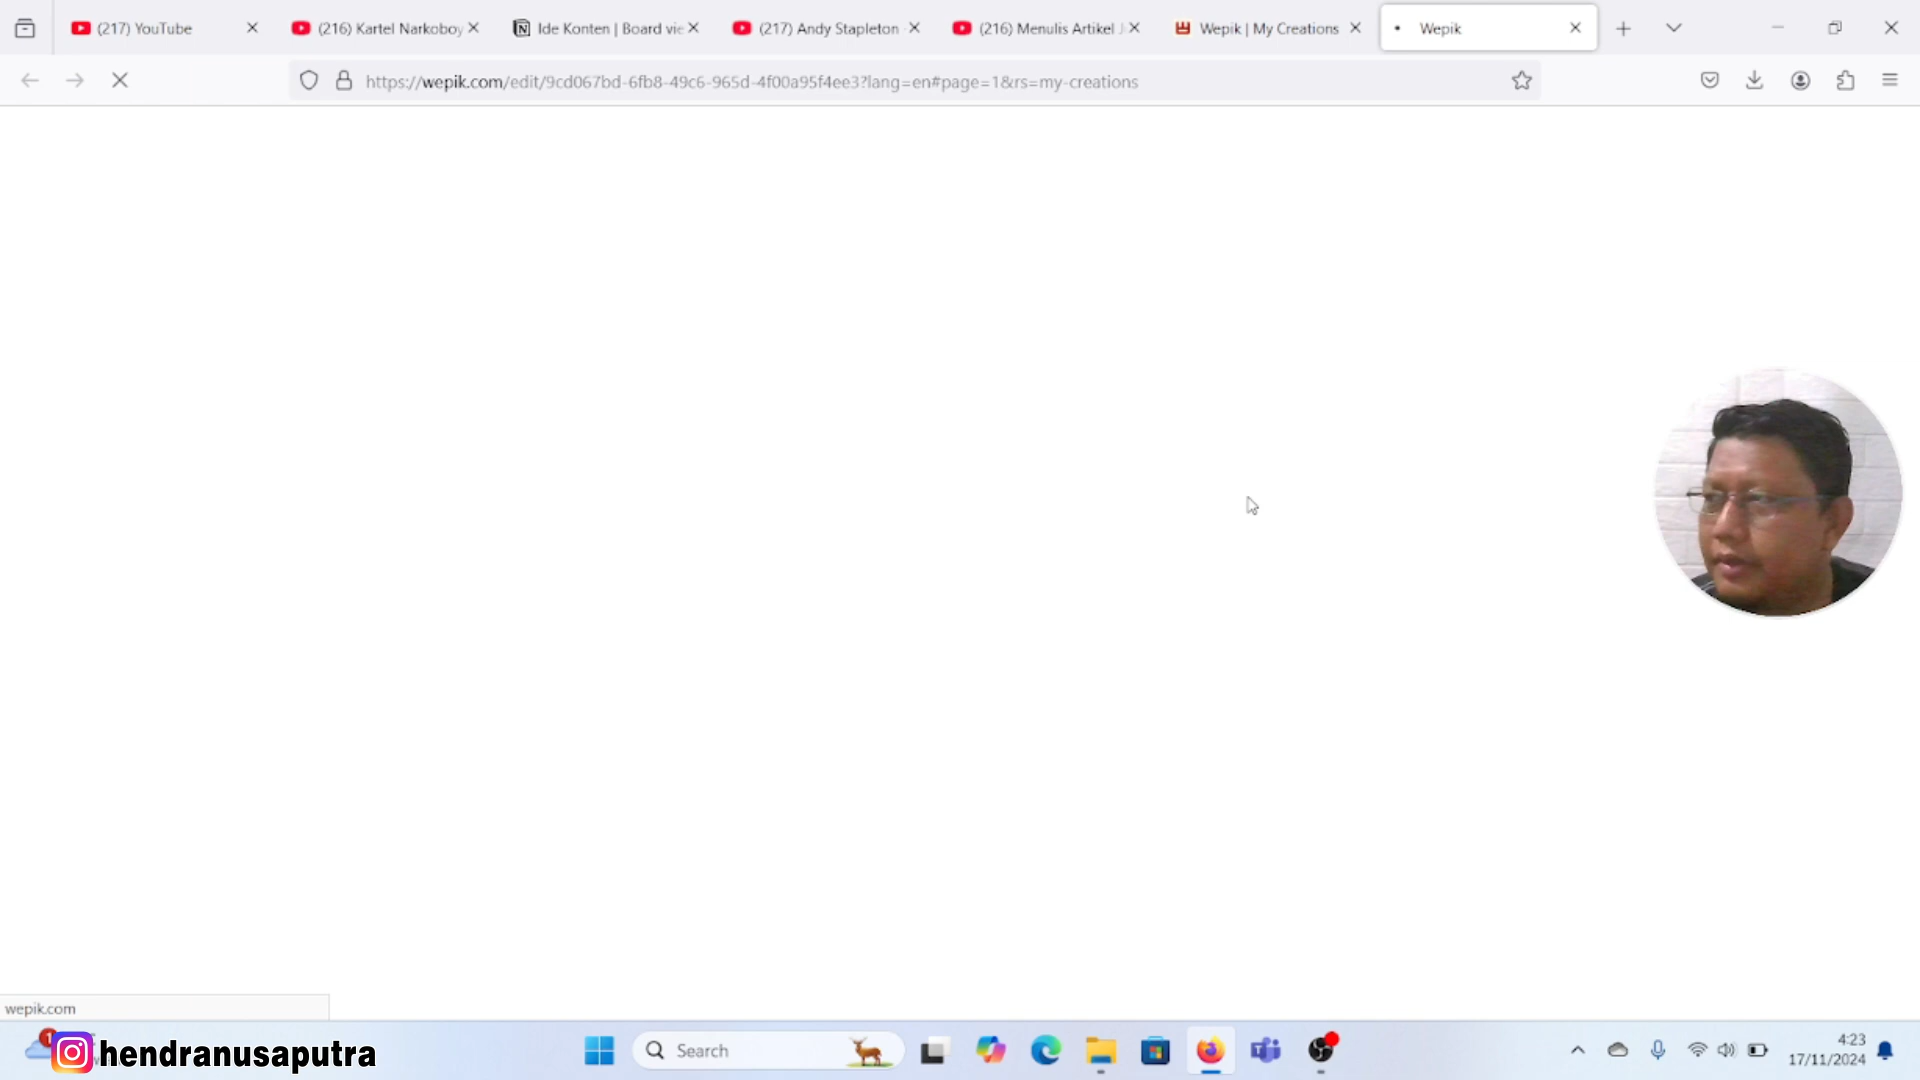 (217) YouTube
(216) Kartel Narkoboy
Ide Konten | Board vie
(217) Andy Stapleton
(216) Menulis Artikel J
Wepik | My Creations
Wepik
https://wepik.com/edit/9cd067bd-6fb8-49c6-965d-4f00a95f4ee3?lang=en#page=1&rs=my-creations
wepik.com
1
hendranusaputra
Search
4:23
17/11/2024